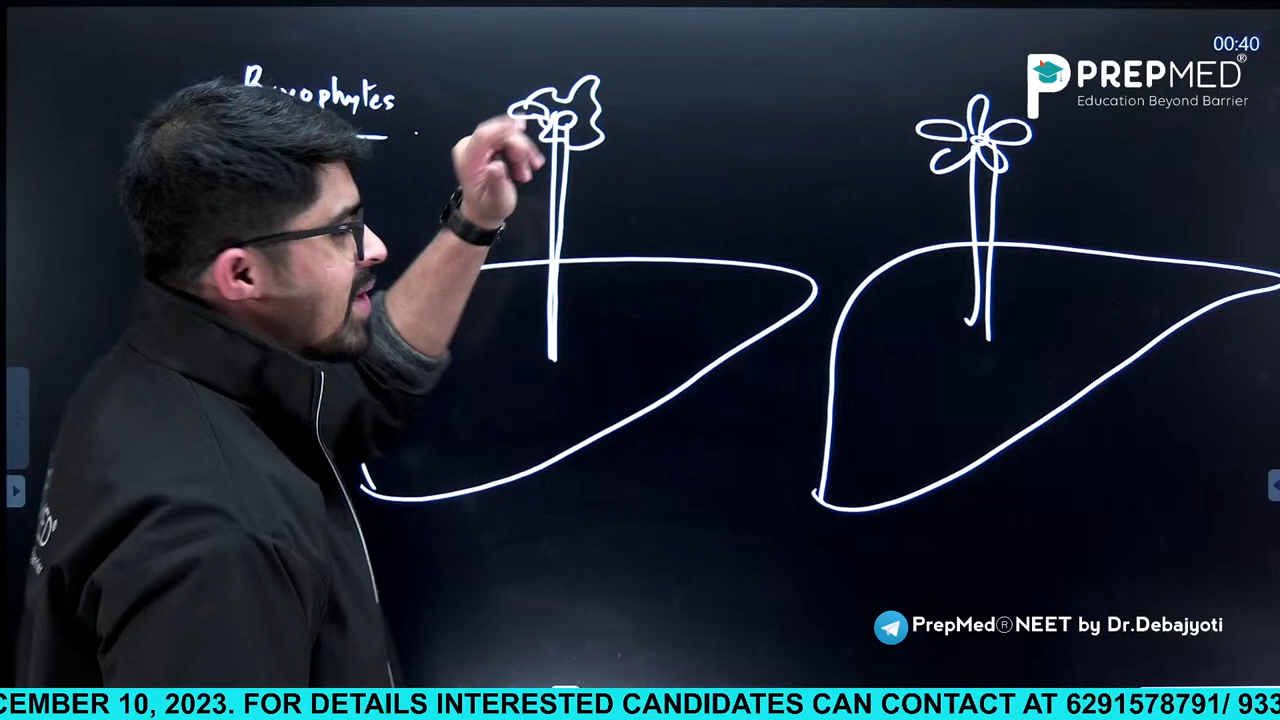 00:40
PREPMED®
Education Beyond Barrier
PrepMed® NEET by Dr.Debajyoti
CEMBER 10, 2023. FOR DETAILS INTERESTED CANDIDATES CAN CONTACT AT 6291578791/ 933